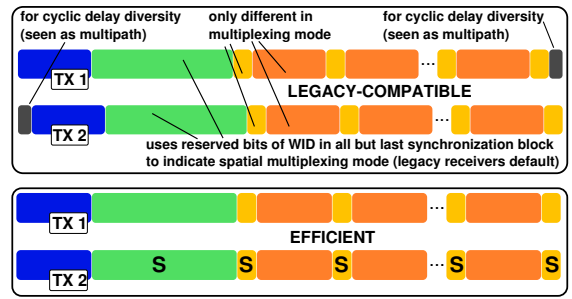 for cyclic delay diversity
(seen as multipath)
only different in
multiplexing mode
for cyclic delay diversity
(seen as multipath)
TX 1
...
LEGACY-COMPATIBLE
TX 2
...
uses reserved bits of WID in all but last synchronization block
to indicate spatial multiplexing mode (legacy receivers default)
TX 1
...
EFFICIENT
TX 2
S S S ... S S